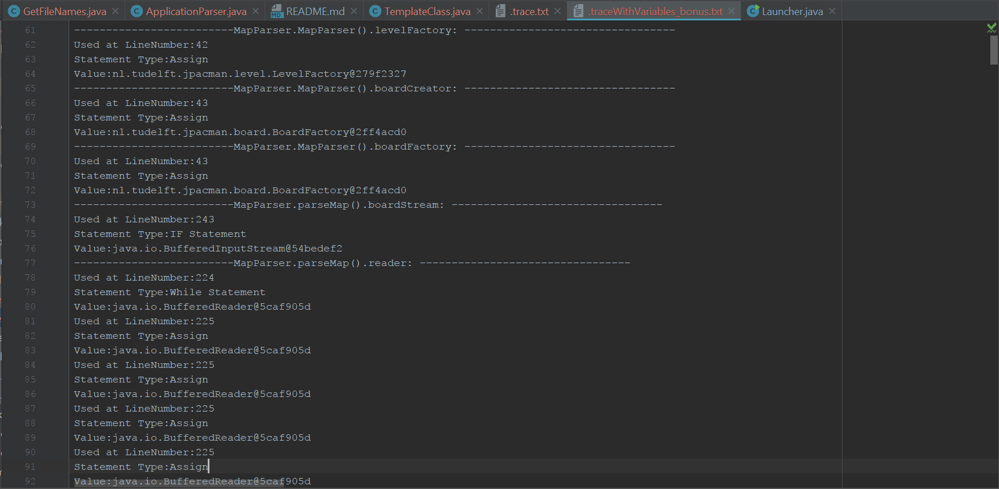 GetFileNames.java ApplicationParser.java README.md TemplateClass.java .trace.txt .traceWithVariables_bonus.txt Launcher.java
61 -------------------------MapParser.MapParser().levelFactory: ---------------------------------
62 Used at LineNumber:42
63 Statement Type:Assign
64 Value:nl.tudelft.jpacman.level.LevelFactory@279f2327
65 -------------------------MapParser.MapParser().boardCreator: ---------------------------------
66 Used at LineNumber:43
67 Statement Type:Assign
68 Value:nl.tudelft.jpacman.board.BoardFactory@2ff4acd0
69 -------------------------MapParser.MapParser().boardFactory: ---------------------------------
70 Used at LineNumber:43
71 Statement Type:Assign
72 Value:nl.tudelft.jpacman.board.BoardFactory@2ff4acd0
73 -------------------------MapParser.parseMap().boardStream: ---------------------------------
74 Used at LineNumber:243
75 Statement Type:IF Statement
76 Value:java.io.BufferedInputStream@54bedef2
77 -------------------------MapParser.parseMap().reader: ---------------------------------
78 Used at LineNumber:224
79 Statement Type:While Statement
80 Value:java.io.BufferedReader@5caf905d
81 Used at LineNumber:225
82 Statement Type:Assign
83 Value:java.io.BufferedReader@5caf905d
84 Used at LineNumber:225
85 Statement Type:Assign
86 Value:java.io.BufferedReader@5caf905d
87 Used at LineNumber:225
88 Statement Type:Assign
89 Value:java.io.BufferedReader@5caf905d
90 Used at LineNumber:225
91 Statement Type:Assign
92 Value:java.io.BufferedReader@5caf905d